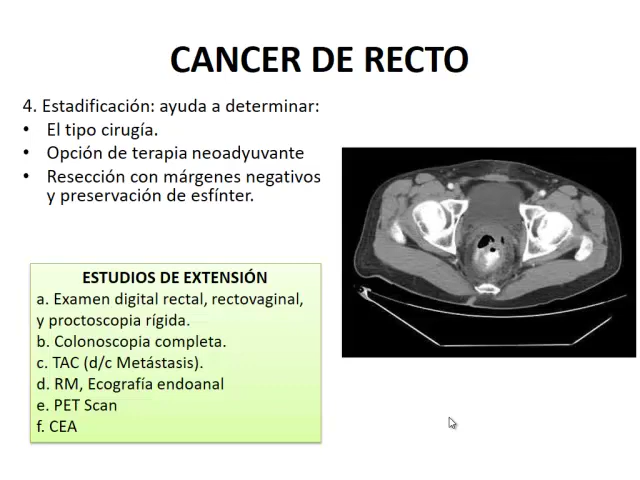 CANCER DE RECTO
4. Estadificación: ayuda a determinar:
• El tipo cirugía.
• Opción de terapia neoadyuvante
• Resección con márgenes negativos
y preservación de esfínter.
ESTUDIOS DE EXTENSIÓN
a. Examen digital rectal, rectovaginal,
y proctoscopia rígida.
b. Colonoscopia completa.
c. TAC (d/c Metástasis).
d. RM, Ecografía endoanal
e. PET Scan
f. CEA